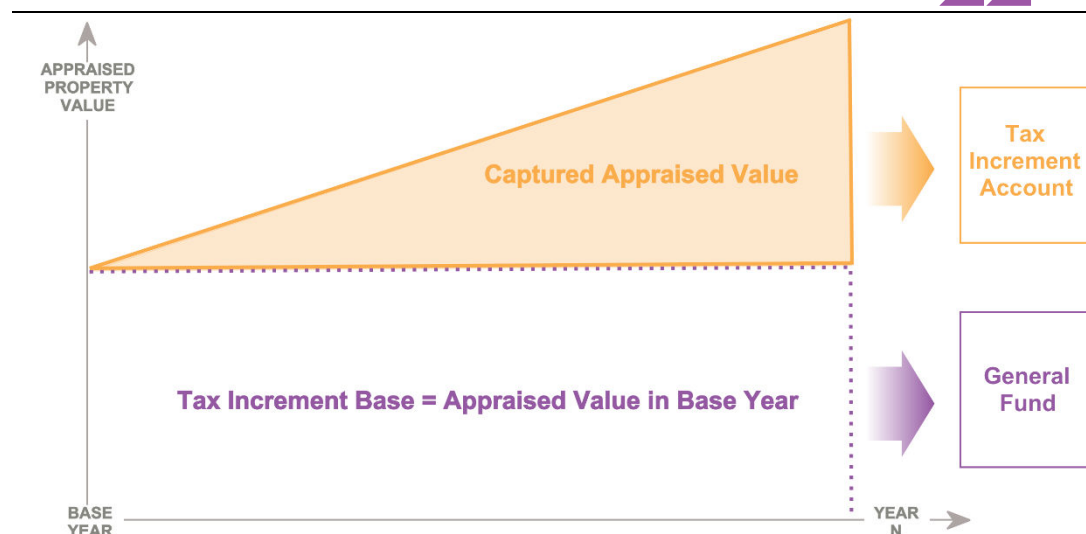 APPRAISED
PROPERTY
VALUE
Captured Appraised Value
Tax
Increment
Account
Tax Increment Base = Appraised Value in Base Year
General
Fund
BASE
YEAR
YEAR
N